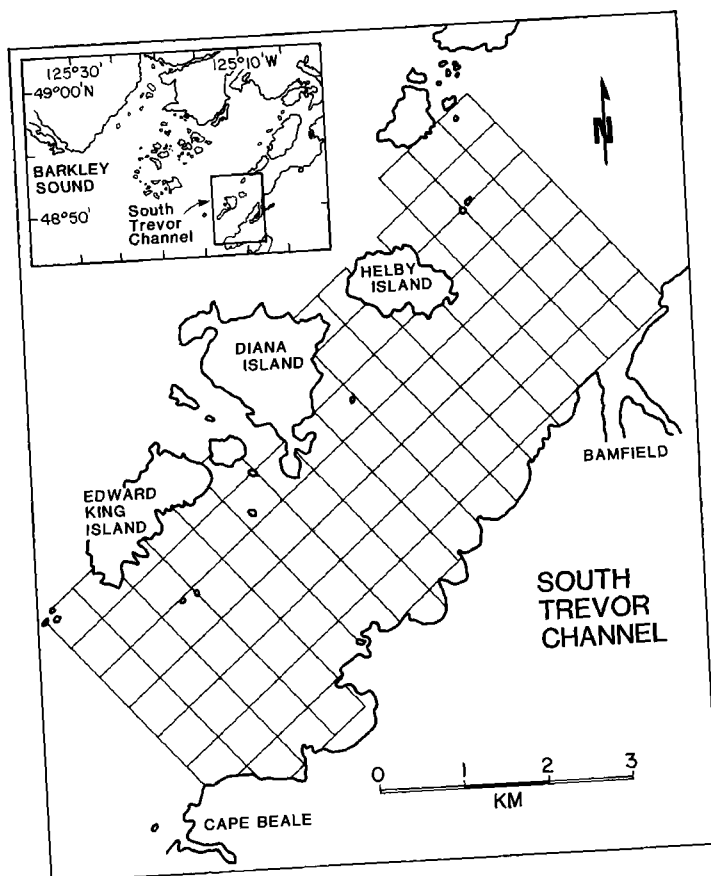 125°30'
125°10'W
49°00'N
BARKLEY
SOUND
48°50'
South
Trevor
Channel
N
HELBY
ISLAND
DIANA
ISLAND
BAMFIELD
EDWARD
KING
ISLAND
SOUTH
TREVOR
CHANNEL
0 1 2 3
KM
CAPE BEALE